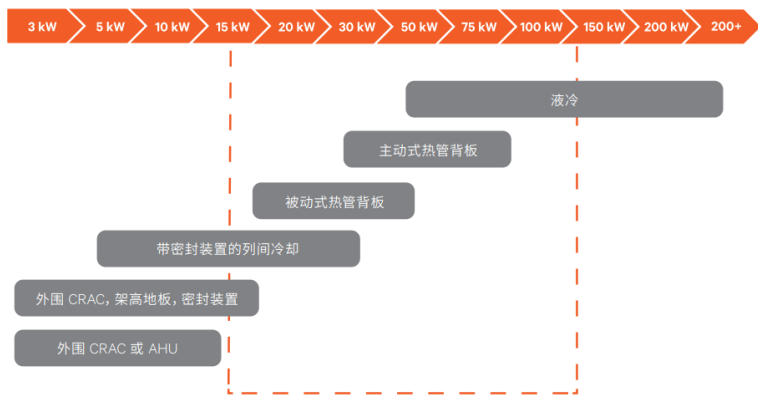 3 kW 5 kW 10 kW 15 kW 20 kW 30 kW 50 kW 75 kW 100 kW 150 kW 200 kW 200+
液冷
主动式热管背板
被动式热管背板
带密封装置的列间冷却
外围 CRAC, 架高地板, 密封装置
外围 CRAC 或 AHU